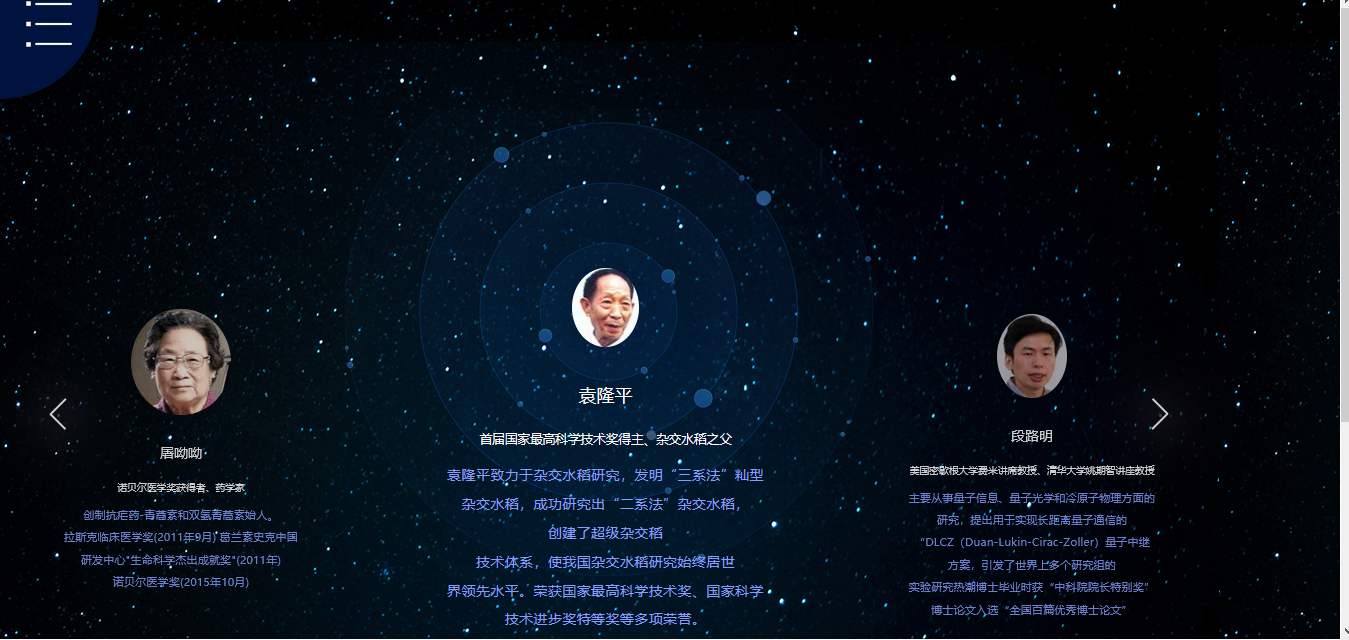 屠呦呦
诺贝尔医学奖获得者、药学家
创制抗疟药-青蒿素和双氢青蒿素始人。
拉斯克临床医学奖(2011年9月) 葛兰素史克中国
研发中心"生命科学杰出成就奖"(2011年)
诺贝尔医学奖(2015年10月)
袁隆平
首届国家最高科学技术奖得主、杂交水稻之父
袁隆平致力于杂交水稻研究，发明“三系法”籼型
杂交水稻，成功研究出“二系法”杂交水稻，
创建了超级杂交稻
技术体系，使我国杂交水稻研究始终居世
界领先水平。荣获国家最高科学技术奖、国家科学
技术进步奖特等奖等多项荣誉。
段路明
美国密歇根大学费米讲席教授、清华大学姚期智讲座教授
主要从事量子信息、量子光学和冷原子物理方面的
研究，提出用于实现长距离量子通信的
“DLCZ（Duan-Lukin-Cirac-Zoller）量子中继
方案，引发了世界上多个研究组的
实验研究热潮博士毕业时获“中科院院长特别奖”
博士论文入选“全国百篇优秀博士论文”